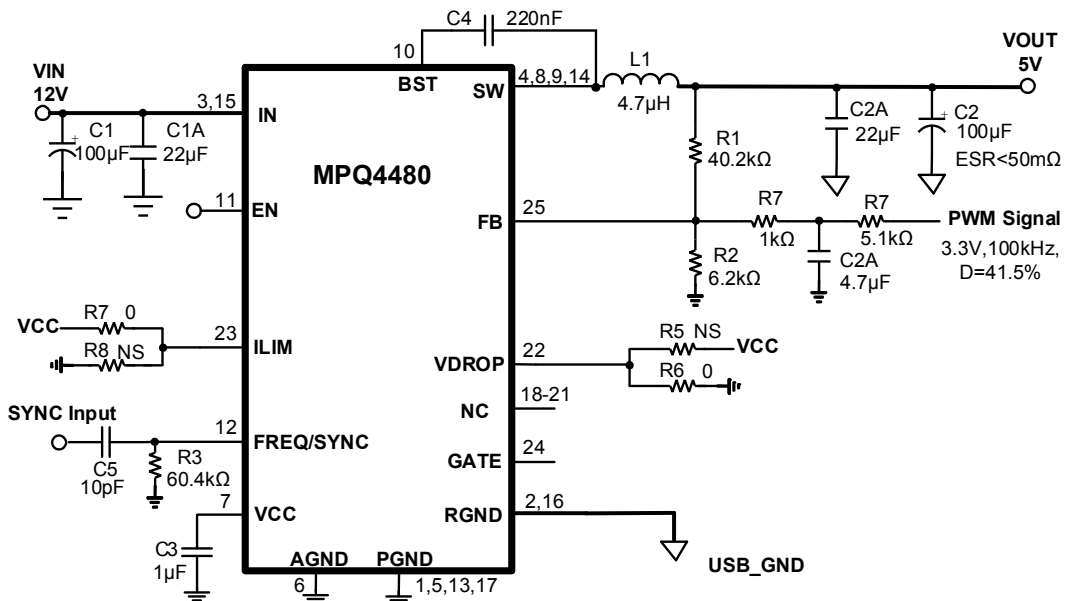 C4 220nF
10
BST
VIN
12V
3,15
IN
C1
100µF
+
C1A
22µF
MPQ4480
SW
4,8,9,14
L1
4.7µH
VOUT
5V
C2A
22µF
+
C2
100µF
ESR<50mΩ
R1
40.2kΩ
11
EN
FB
25
R7
1kΩ
R7
5.1kΩ
PWM Signal
3.3V,100kHz,
D=41.5%
R2
6.2kΩ
C2A
4.7µF
VCC
R7 0
R8 NS
23
ILIM
VDROP
22
R5 NS
VCC
R6 0
NC
18-21
SYNC Input
C5
10pF
12
FREQ/SYNC
R3
60.4kΩ
GATE
24
7
VCC
C3
1µF
RGND
2,16
USB_GND
AGND
6
PGND
1,5,13,17